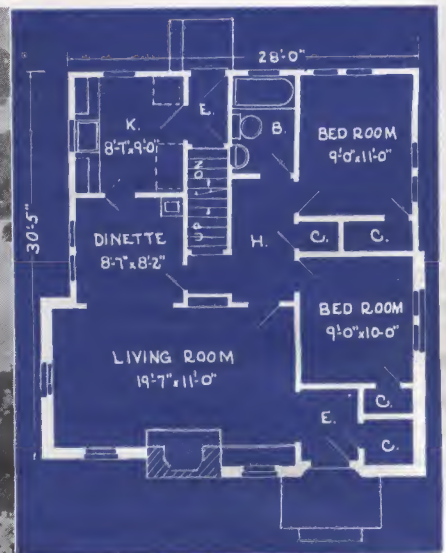 28'-0"
30'-5"
K.
8'-7"x9'-0"
E.
B.
BED ROOM
9'-0"x11'-0"
DN
UP
DINETTE
8'-7"x8'-2"
H.
C.
C.
BED ROOM
9'-0"x10'-0"
LIVING ROOM
19'-7"x11'-0"
C.
E.
C.